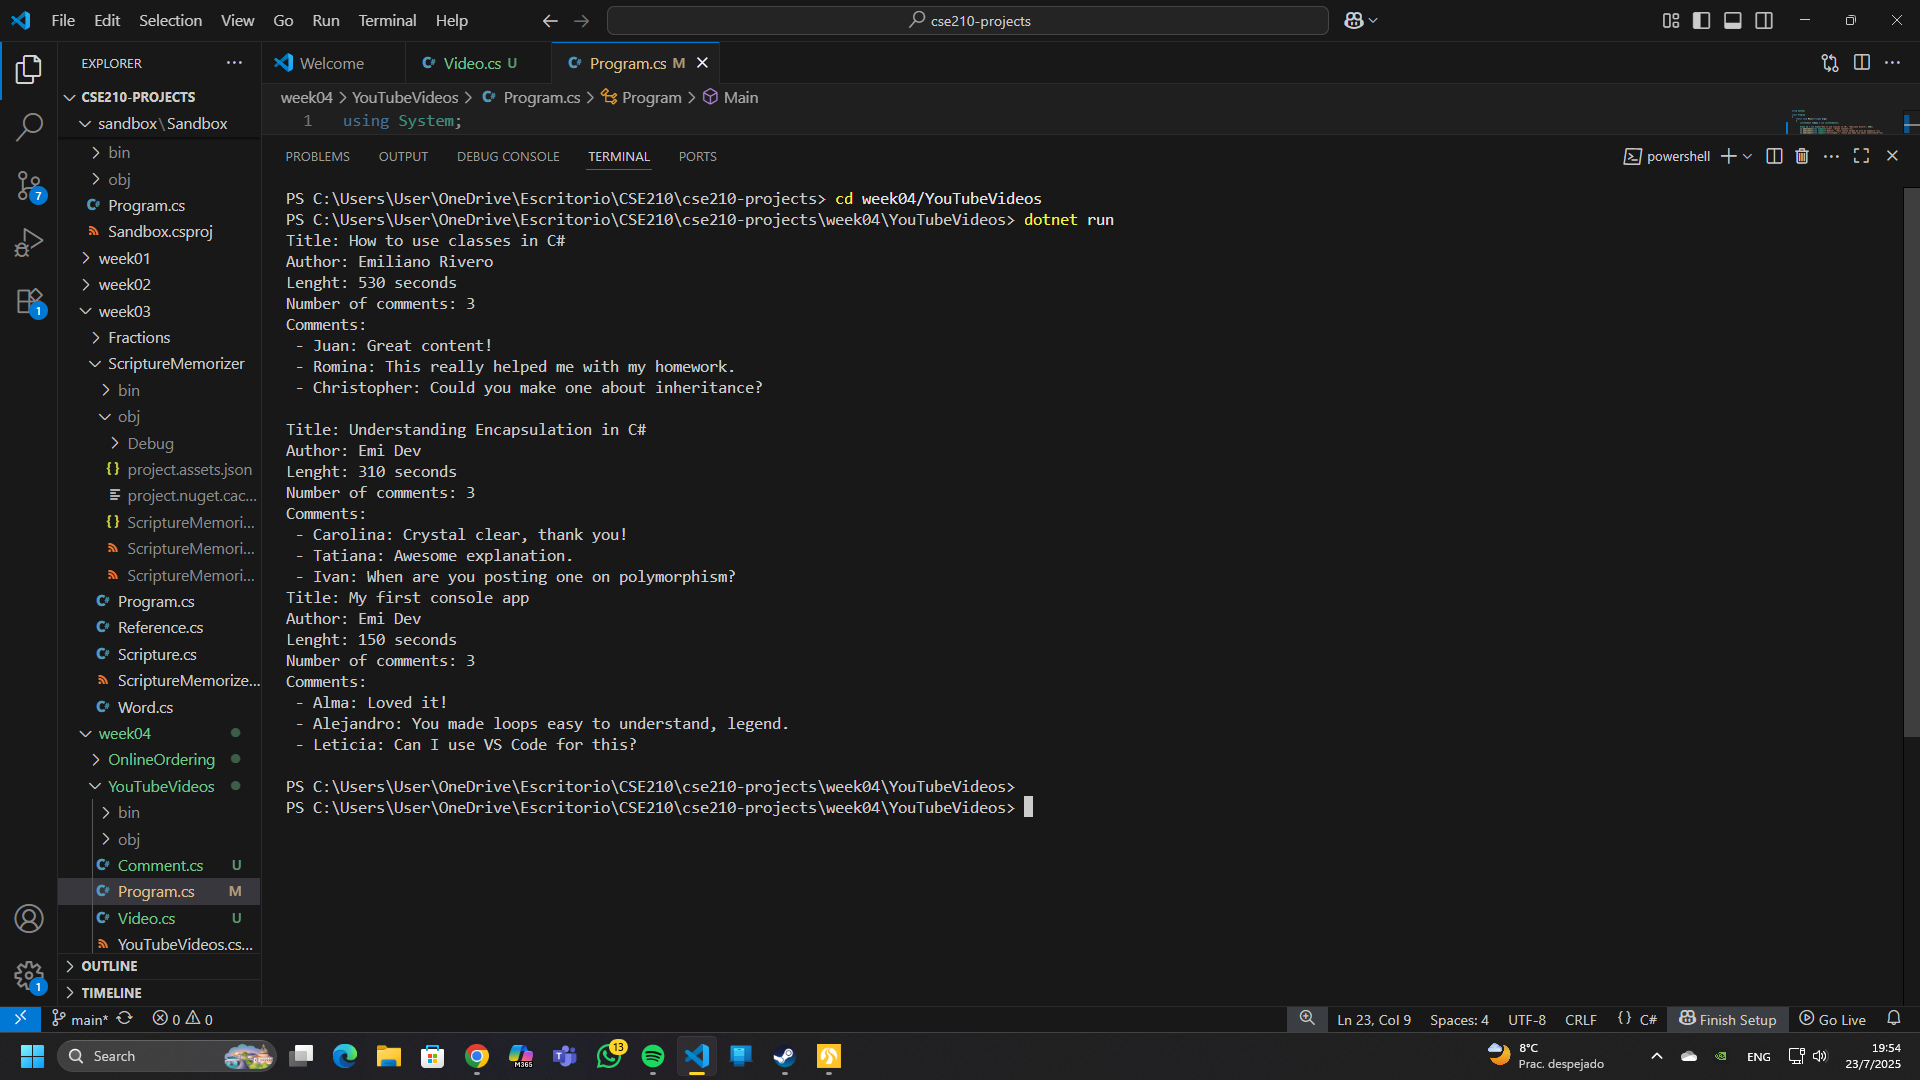 File Edit Selection View Go Run Terminal Help
cse210-projects
EXPLORER
Welcome
Video.cs U
Program.cs M
CSE210-PROJECTS
sandbox\Sandbox
bin
obj
Program.cs
Sandbox.csproj
week01
week02
week03
Fractions
ScriptureMemorizer
bin
obj
Debug
project.assets.json
project.nuget.cac...
ScriptureMemori...
ScriptureMemori...
ScriptureMemori...
Program.cs
Reference.cs
Scripture.cs
ScriptureMemorize...
Word.cs
week04
OnlineOrdering
YouTubeVideos
bin
obj
Comment.cs U
Program.cs M
Video.cs U
YouTubeVideos.cs...
OUTLINE
TIMELINE
7
1
1
week04 > YouTubeVideos > Program.cs > Program > Main
1 using System;
PROBLEMS OUTPUT DEBUG CONSOLE TERMINAL PORTS
powershell
PS C:\Users\User\OneDrive\Escritorio\CSE210\cse210-projects> cd week04/YouTubeVideos
PS C:\Users\User\OneDrive\Escritorio\CSE210\cse210-projects\week04\YouTubeVideos> dotnet run
Title: How to use classes in C#
Author: Emiliano Rivero
Lenght: 530 seconds
Number of comments: 3
Comments:
- Juan: Great content!
- Romina: This really helped me with my homework.
- Christopher: Could you make one about inheritance?
Title: Understanding Encapsulation in C#
Author: Emi Dev
Lenght: 310 seconds
Number of comments: 3
Comments:
- Carolina: Crystal clear, thank you!
- Tatiana: Awesome explanation.
- Ivan: When are you posting one on polymorphism?
Title: My first console app
Author: Emi Dev
Lenght: 150 seconds
Number of comments: 3
Comments:
- Alma: Loved it!
- Alejandro: You made loops easy to understand, legend.
- Leticia: Can I use VS Code for this?
PS C:\Users\User\OneDrive\Escritorio\CSE210\cse210-projects\week04\YouTubeVideos>
PS C:\Users\User\OneDrive\Escritorio\CSE210\cse210-projects\week04\YouTubeVideos>
main* 0 0
Ln 23, Col 9 Spaces: 4 UTF-8 CRLF {} C# Finish Setup Go Live
Search
M365
13
8°C
Prac. despejado
ENG
19:54
23/7/2025